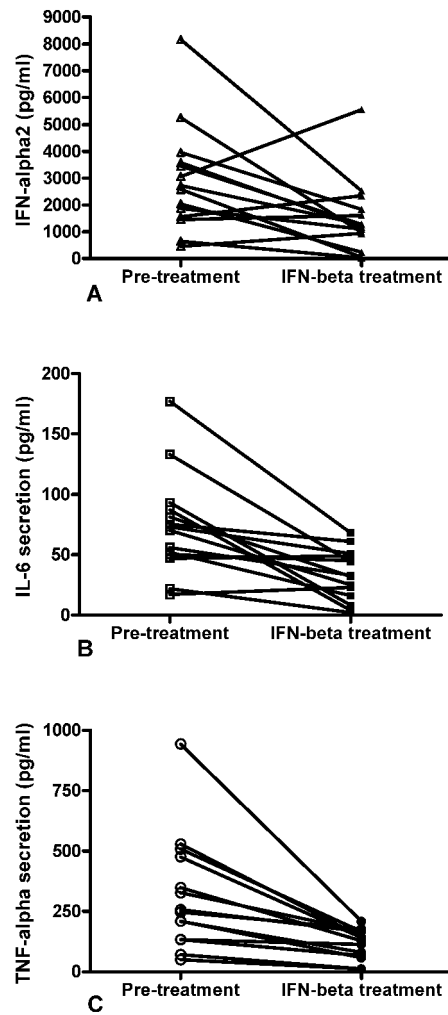 9000
8000
7000
6000
5000
4000
3000
2000
1000
0
IFN-alpha2 (pg/ml)
Pre-treatment IFN-beta treatment
A
200
150
100
50
0
IL-6 secretion (pg/ml)
Pre-treatment IFN-beta treatment
B
1000
750
500
250
0
TNF-alpha secretion (pg/ml)
Pre-treatment IFN-beta treatment
C